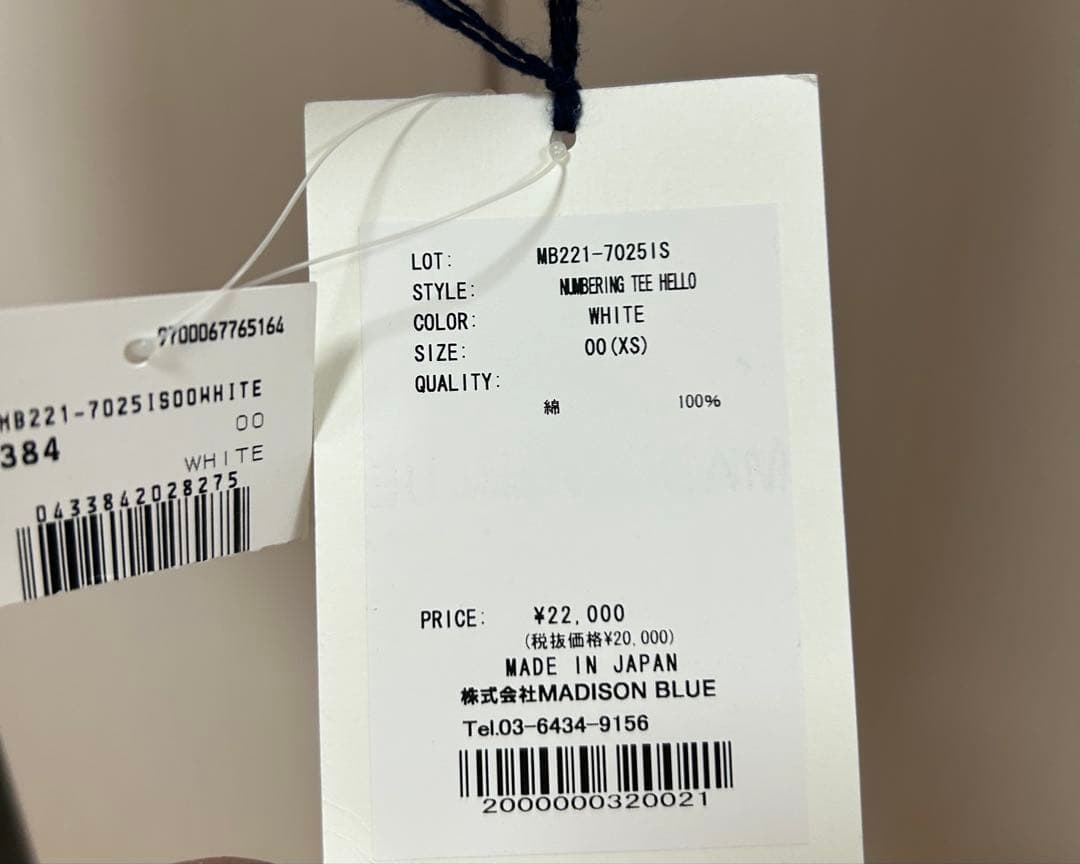 9700067765164
MB221-7025IS00WHITE
00
384
WHITE
0433842028275
LOT: MB221-7025IS
STYLE: NUMBERING TEE HELLO
COLOR: WHITE
SIZE: 00(XS)
QUALITY:
綿 100%
PRICE: ¥22,000
(税抜価格¥20,000)
MADE IN JAPAN
株式会社MADISON BLUE
Tel.03-6434-9156
2000000320021